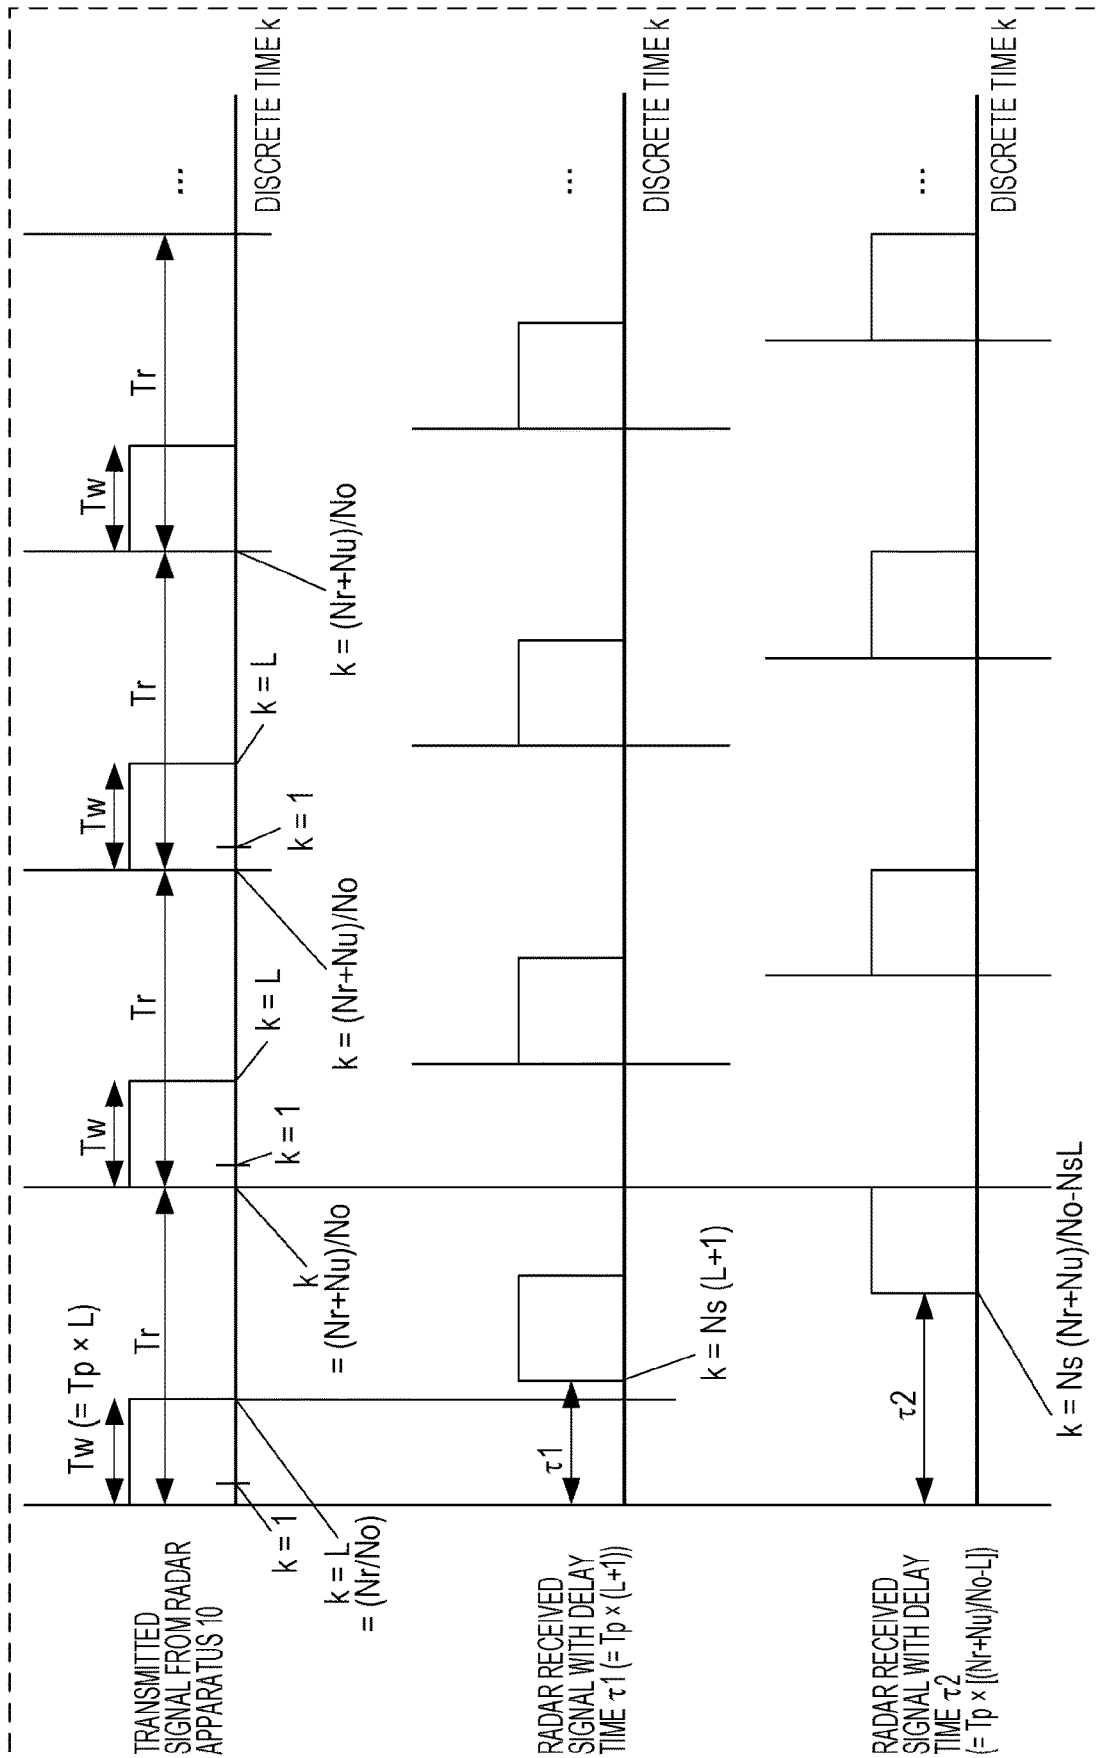 TRANSMITTED
SIGNAL FROM RADAR
APPARATUS 10
Tw (= Tp × L)
Tr
Tw
Tr
Tw
Tr
Tw
Tr
...
k = 1
k = L
= (Nr/No)
k
= (Nr+Nu)/No
k = 1
k = L
k = (Nr+Nu)/No
k = 1
k = L
k = (Nr+Nu)/No
DISCRETE TIME k
RADAR RECEIVED
SIGNAL WITH DELAY
TIME τ1 (= Tp × (L+1))
τ1
k = Ns (L+1)
...
DISCRETE TIME k
RADAR RECEIVED
SIGNAL WITH DELAY
TIME τ2
(= Tp × [(Nr+Nu)/No-L])
τ2
k = Ns (Nr+Nu)/No-NsL
...
DISCRETE TIME k